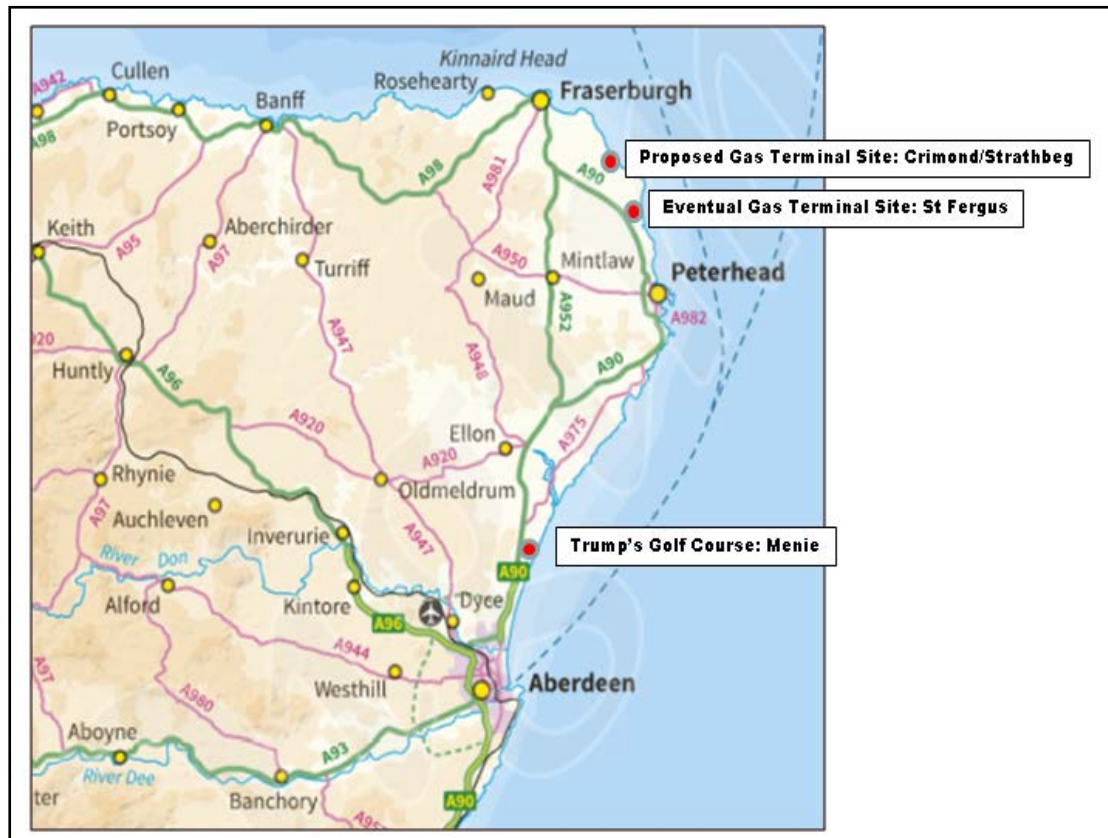 Kinnaird Head
Cullen
A942
Rosehearty
Fraserburgh
Banff
Portsoy
A98
A98
A981
Proposed Gas Terminal Site: Crimond/Strathbeg
A90
Eventual Gas Terminal Site: St Fergus
Keith
Aberchirder
A95
A97
A950
Mintlaw
Turriff
Maud
Peterhead
A982
A952
A947
A948
A90
Huntly
A96
A975
A920
Ellon
A920
Rhynie
Oldmeldrum
A97
Auchleven
Inverurie
A947
Trump's Golf Course: Menie
River Don
A90
Alford
Kintore
Dyce
A96
A944
Westhill
Aberdeen
A97
A980
Aboyne
A93
River Dee
Banchory
A90